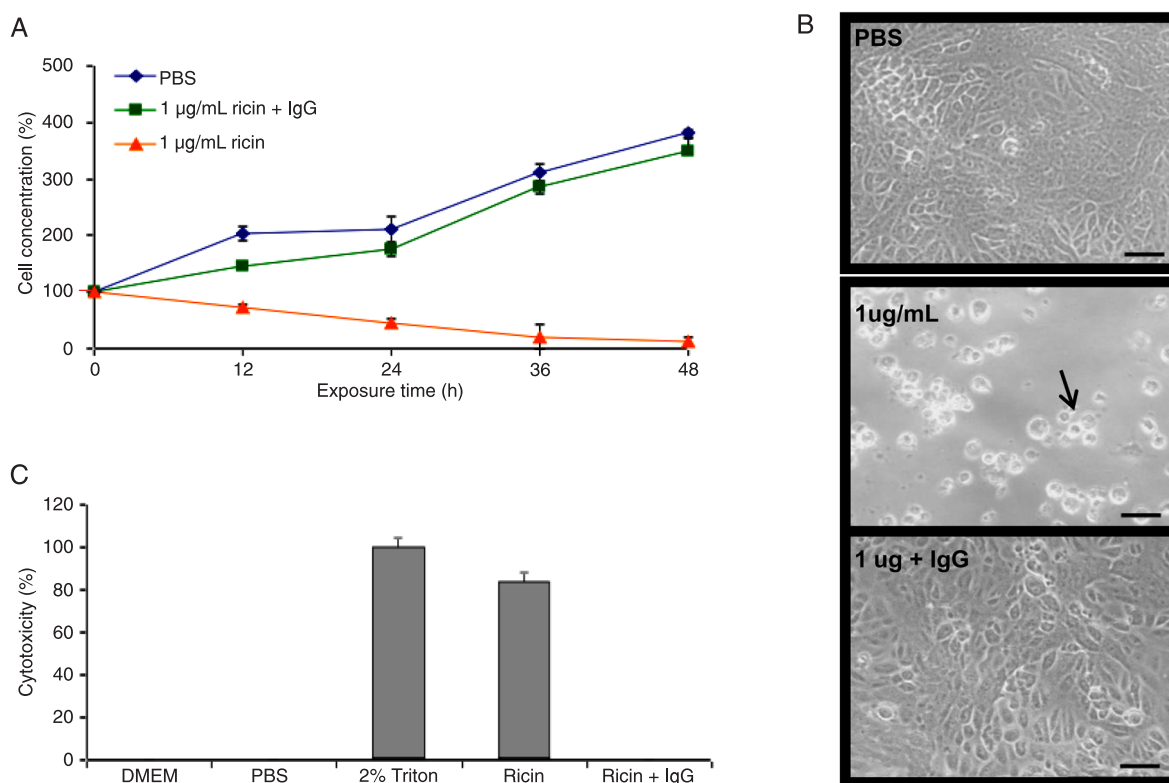 A
500
400
300
200
100
0
Cell concentration (%)
PBS
1 µg/mL ricin + IgG
1 µg/mL ricin
0 12 24 36 48
Exposure time (h)
B
PBS
1ug/mL
1 ug + IgG
C
120
100
80
60
40
20
0
Cytotoxicity (%)
DMEM PBS 2% Triton Ricin Ricin + IgG